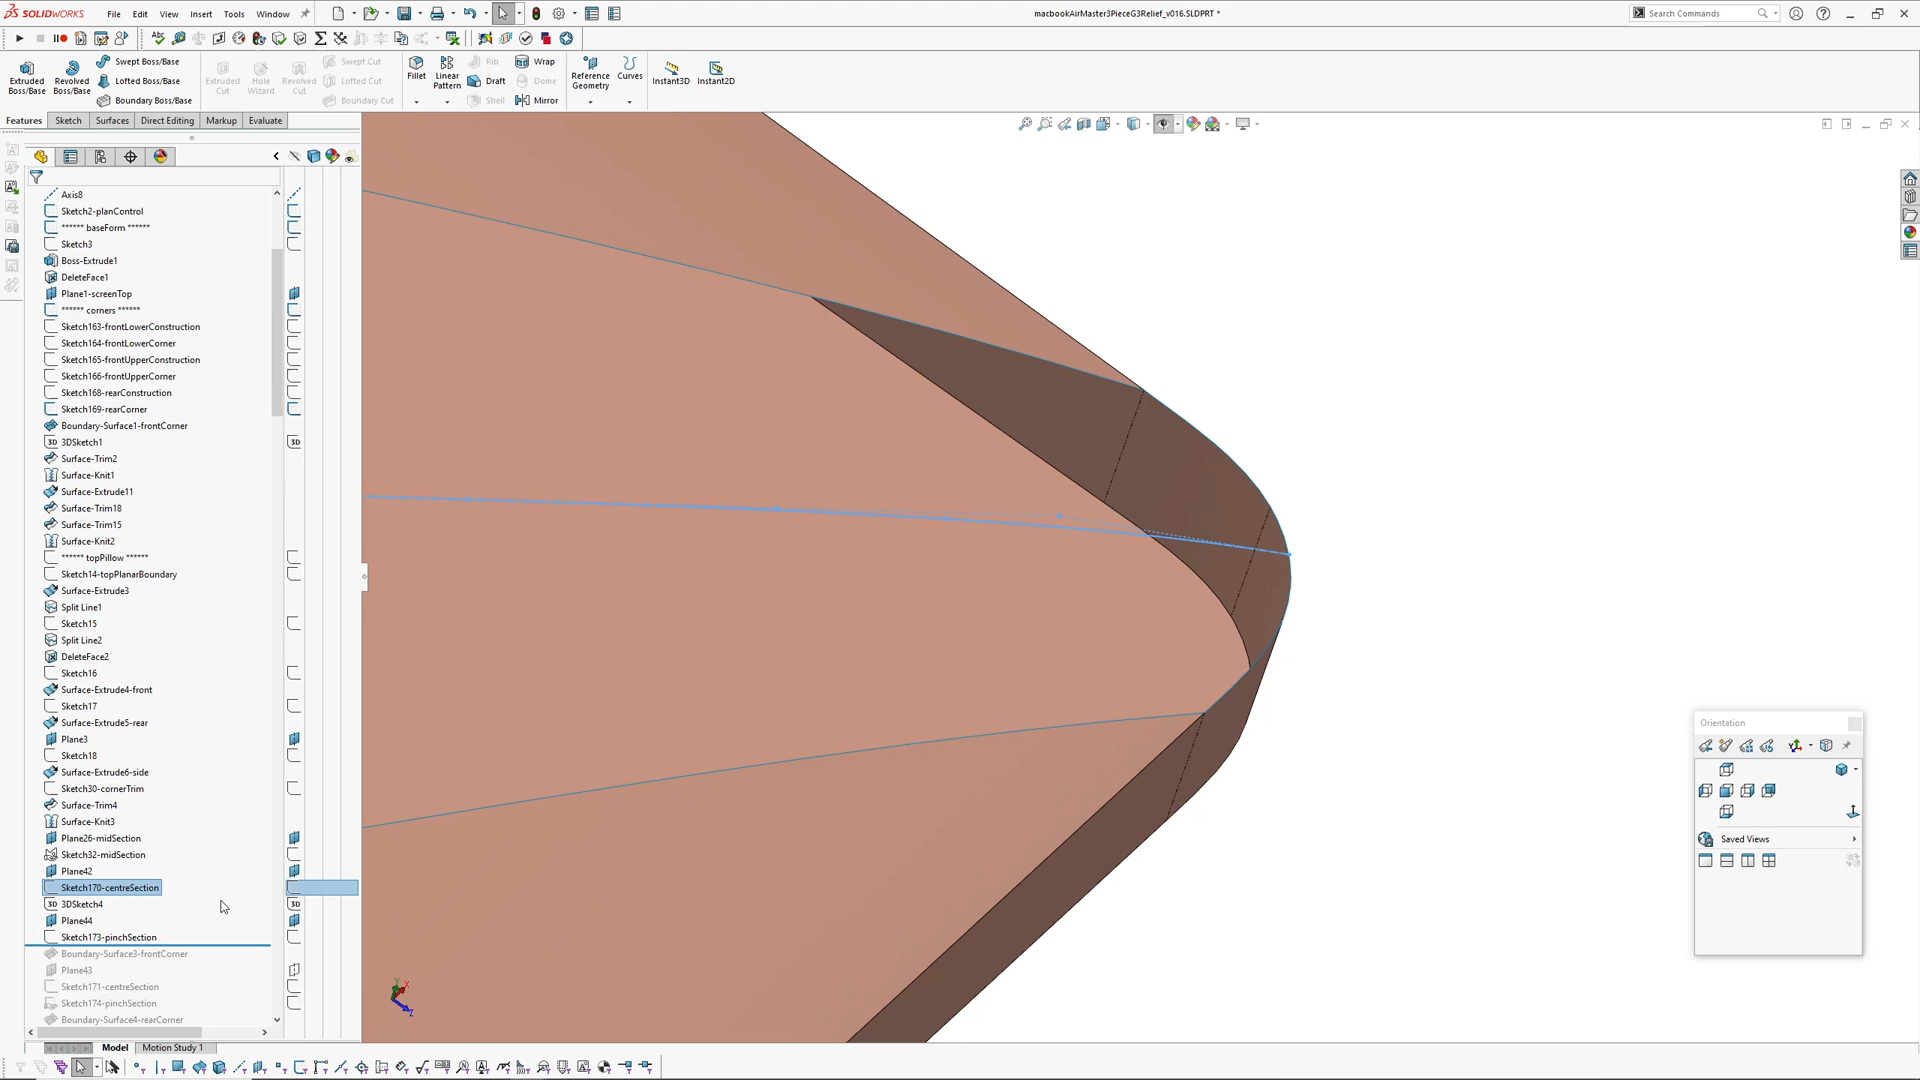 SOLIDWORKS File Edit View Insert Tools Window macbookAirMaster3PieceG3Relief_v016.SLDPRT * Search Commands
Extruded Boss/Base
Revolved Boss/Base
Swept Boss/Base
Lofted Boss/Base
Boundary Boss/Base
Extruded Cut
Hole Wizard
Revolved Cut
Swept Cut
Lofted Cut
Boundary Cut
Fillet
Linear Pattern
Rib
Draft
Shell
Wrap
Dome
Mirror
Reference Geometry
Curves
Instant3D
Instant2D
Features Sketch Surfaces Direct Editing Markup Evaluate
Axis8
Sketch2-planControl
****** baseForm ******
Sketch3
Boss-Extrude1
DeleteFace1
Plane1-screenTop
****** corners ******
Sketch163-frontLowerConstruction
Sketch164-frontLowerCorner
Sketch165-frontUpperConstruction
Sketch166-frontUpperCorner
Sketch168-rearConstruction
Sketch169-rearCorner
Boundary-Surface1-frontCorner
3DSketch1
Surface-Trim2
Surface-Knit1
Surface-Extrude11
Surface-Trim18
Surface-Trim15
Surface-Knit2
****** topPillow ******
Sketch14-topPlanarBoundary
Surface-Extrude3
Split Line1
Sketch15
Split Line2
DeleteFace2
Sketch16
Surface-Extrude4-front
Sketch17
Surface-Extrude5-rear
Plane3
Sketch18
Surface-Extrude6-side
Sketch30-cornerTrim
Surface-Trim4
Surface-Knit3
Plane26-midSection
Sketch32-midSection
Plane42
Sketch170-centreSection
3DSketch4
Plane44
Sketch173-pinchSection
Boundary-Surface3-frontCorner
Plane43
Sketch171-centreSection
Sketch174-pinchSection
Boundary-Surface4-rearCorner
Orientation
Saved Views
Model Motion Study 1